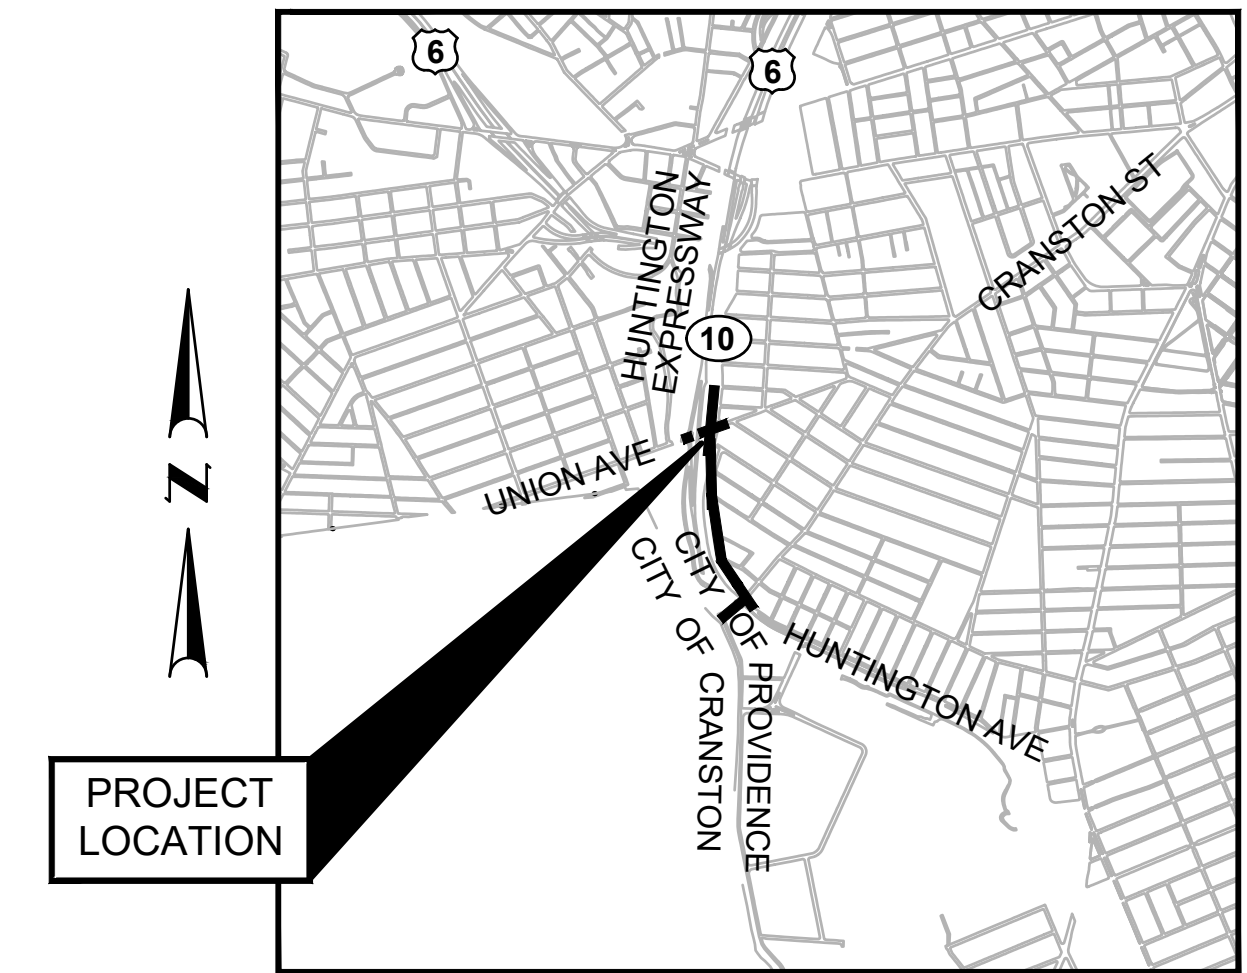 6
6
CRANSTON ST
HUNTINGTON
EXPRESSWAY
10
UNION AVE
N
CITY OF PROVIDENCE
CITY OF CRANSTON
HUNTINGTON AVE
PROJECT
LOCATION